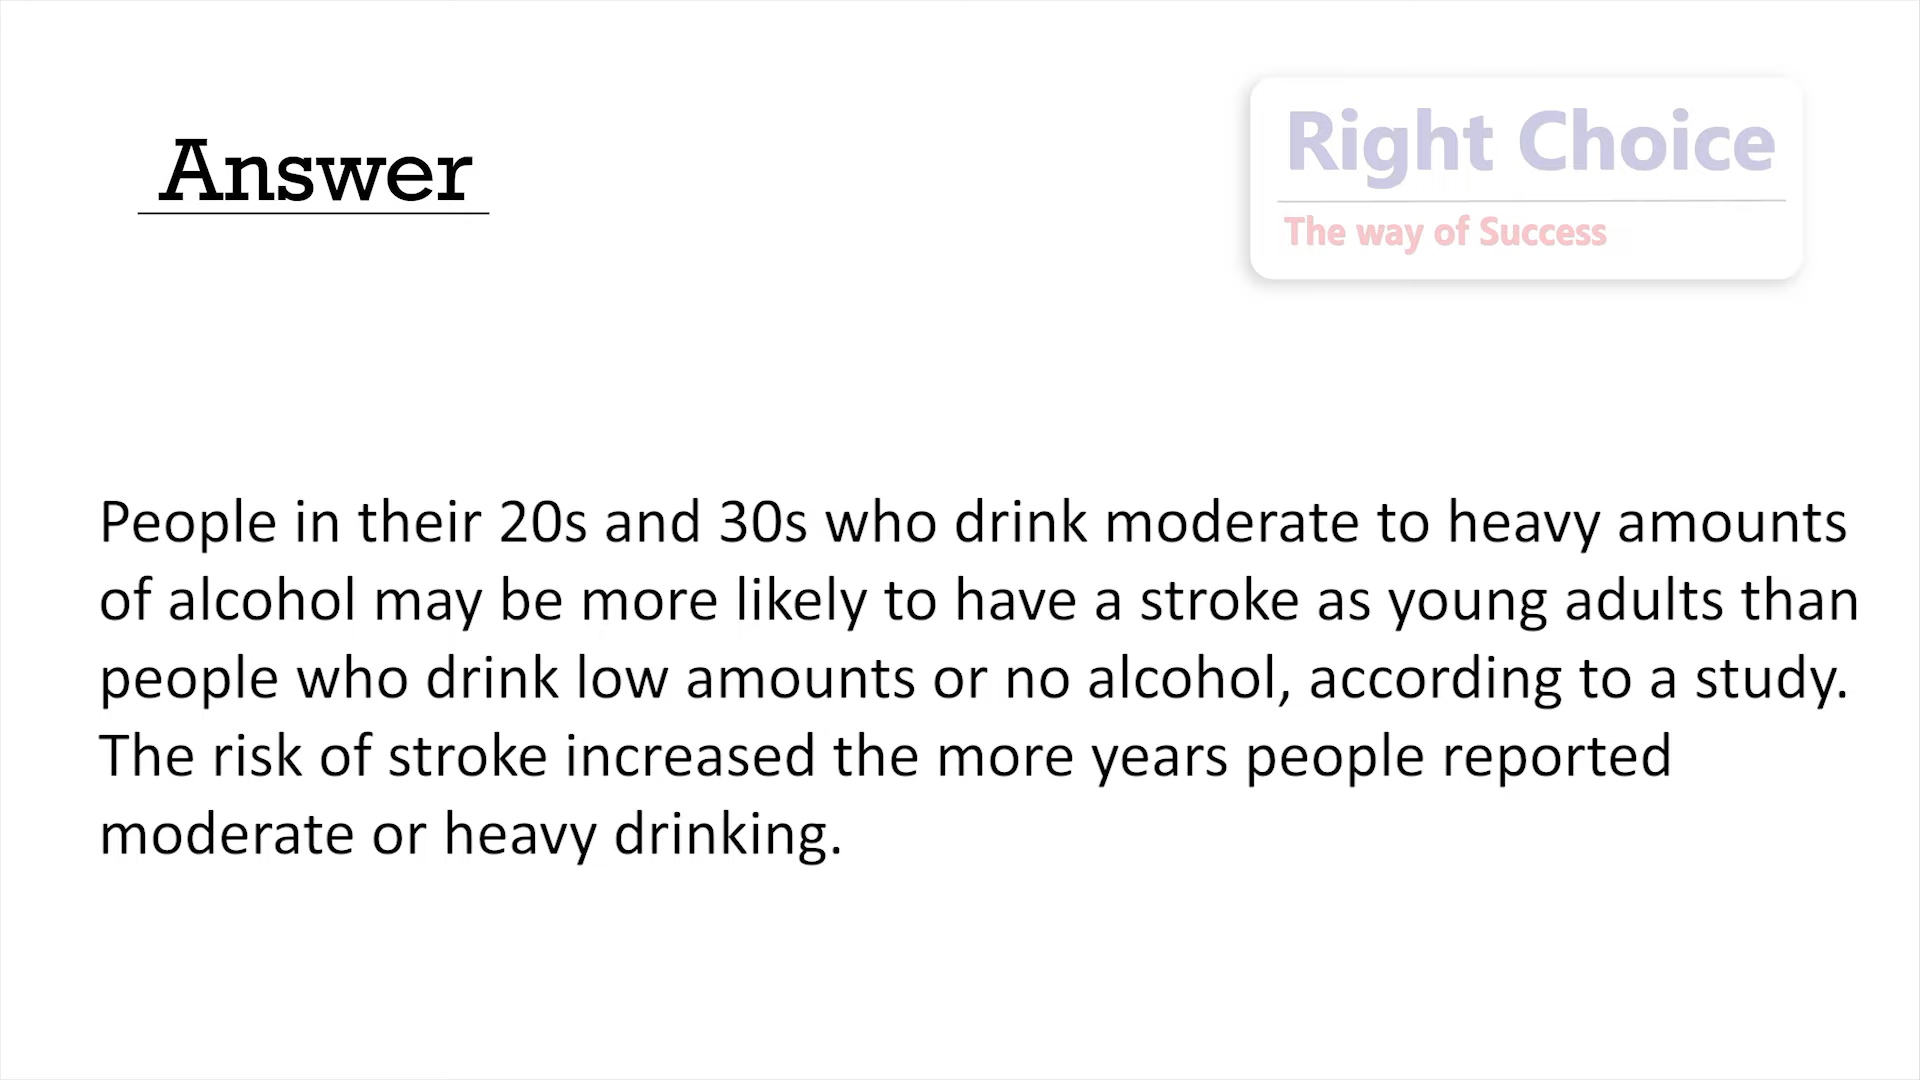 Answer
Right Choice
The way of Success
People in their 20s and 30s who drink moderate to heavy amounts
of alcohol may be more likely to have a stroke as young adults than
people who drink low amounts or no alcohol, according to a study.
The risk of stroke increased the more years people reported
moderate or heavy drinking.